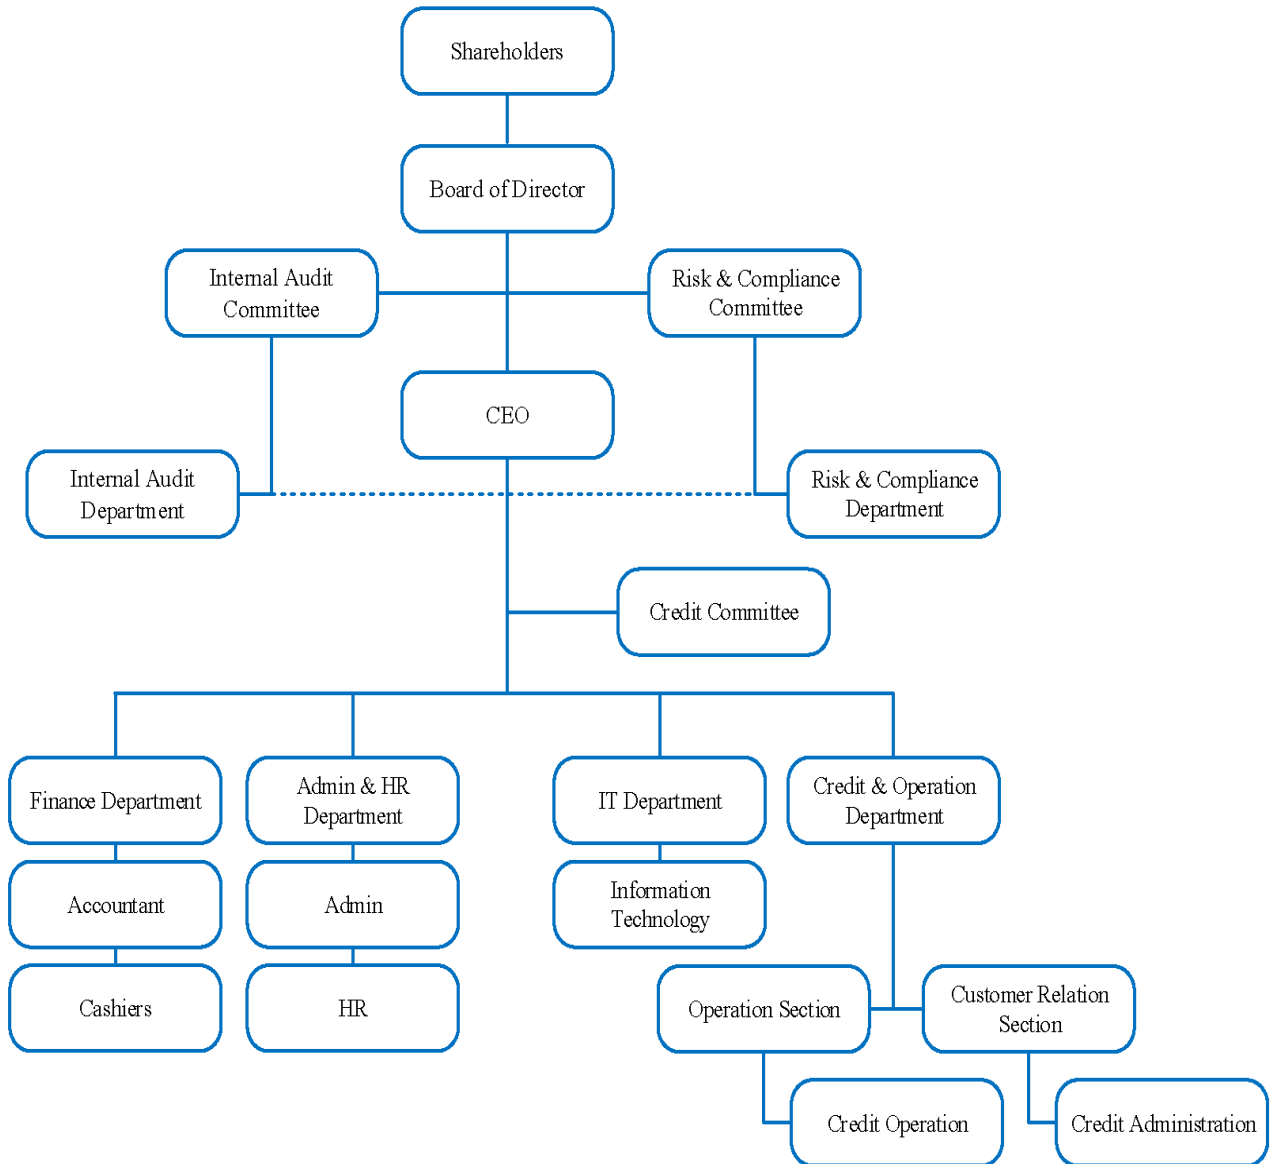 Shareholders
Board of Director
Internal Audit
Committee
Risk & Compliance
Committee
CEO
Internal Audit
Department
Risk & Compliance
Department
Credit Committee
Finance Department
Admin & HR
Department
IT Department
Credit & Operation
Department
Accountant
Admin
Information
Technology
Cashiers
HR
Operation Section
Customer Relation
Section
Credit Operation
Credit Administration